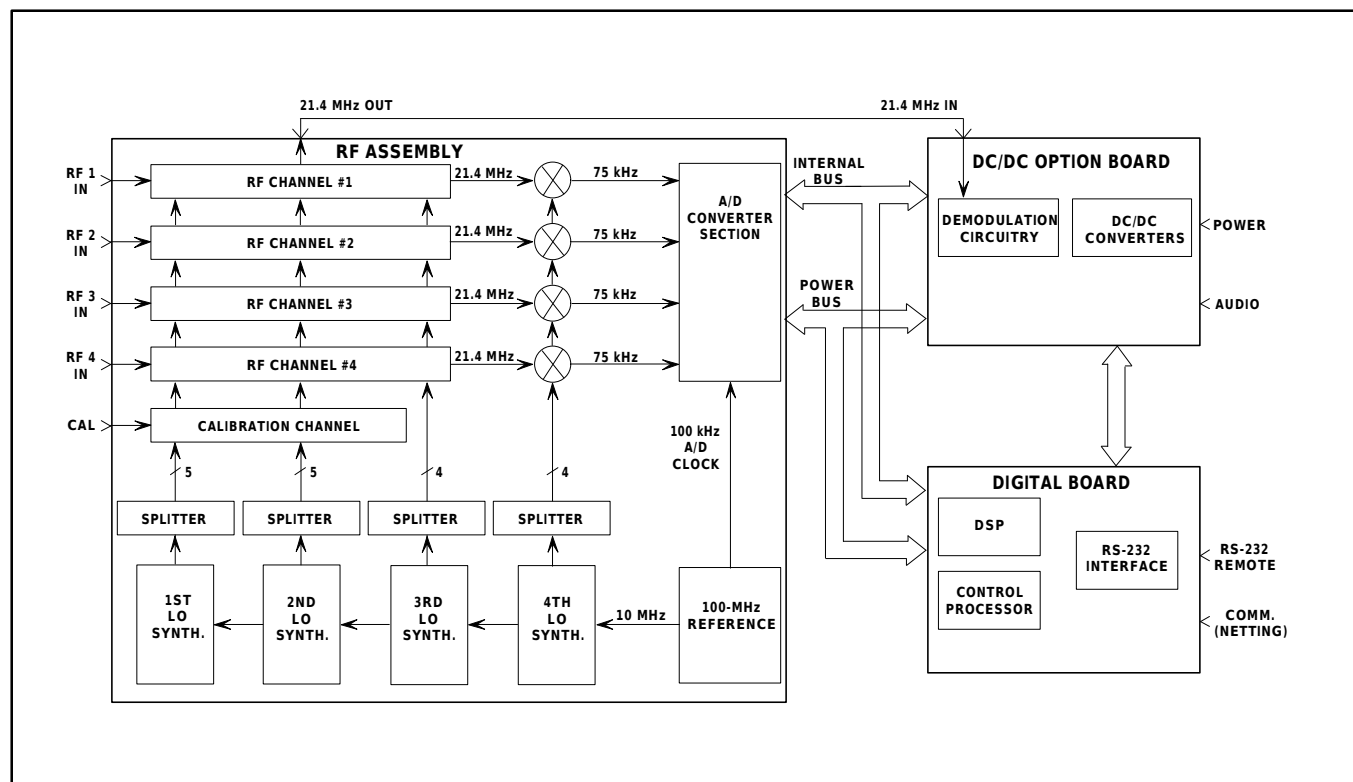 21.4 MHz OUT
21.4 MHz IN
RF ASSEMBLY
RF 1
IN
RF CHANNEL #1
21.4 MHz
75 kHz
RF 2
IN
RF CHANNEL #2
21.4 MHz
75 kHz
RF 3
IN
RF CHANNEL #3
21.4 MHz
75 kHz
RF 4
IN
RF CHANNEL #4
21.4 MHz
75 kHz
CAL
CALIBRATION CHANNEL
A/D
CONVERTER
SECTION
100 kHz
A/D
CLOCK
5
5
4
4
SPLITTER
SPLITTER
SPLITTER
SPLITTER
1ST
LO
SYNTH.
2ND
LO
SYNTH.
3RD
LO
SYNTH.
4TH
LO
SYNTH.
10 MHz
100-MHz
REFERENCE
INTERNAL
BUS
POWER
BUS
DC/DC OPTION BOARD
DEMODULATION
CIRCUITRY
DC/DC
CONVERTERS
POWER
AUDIO
DIGITAL BOARD
DSP
CONTROL
PROCESSOR
RS-232
INTERFACE
RS-232
REMOTE
COMM.
(NETTING)